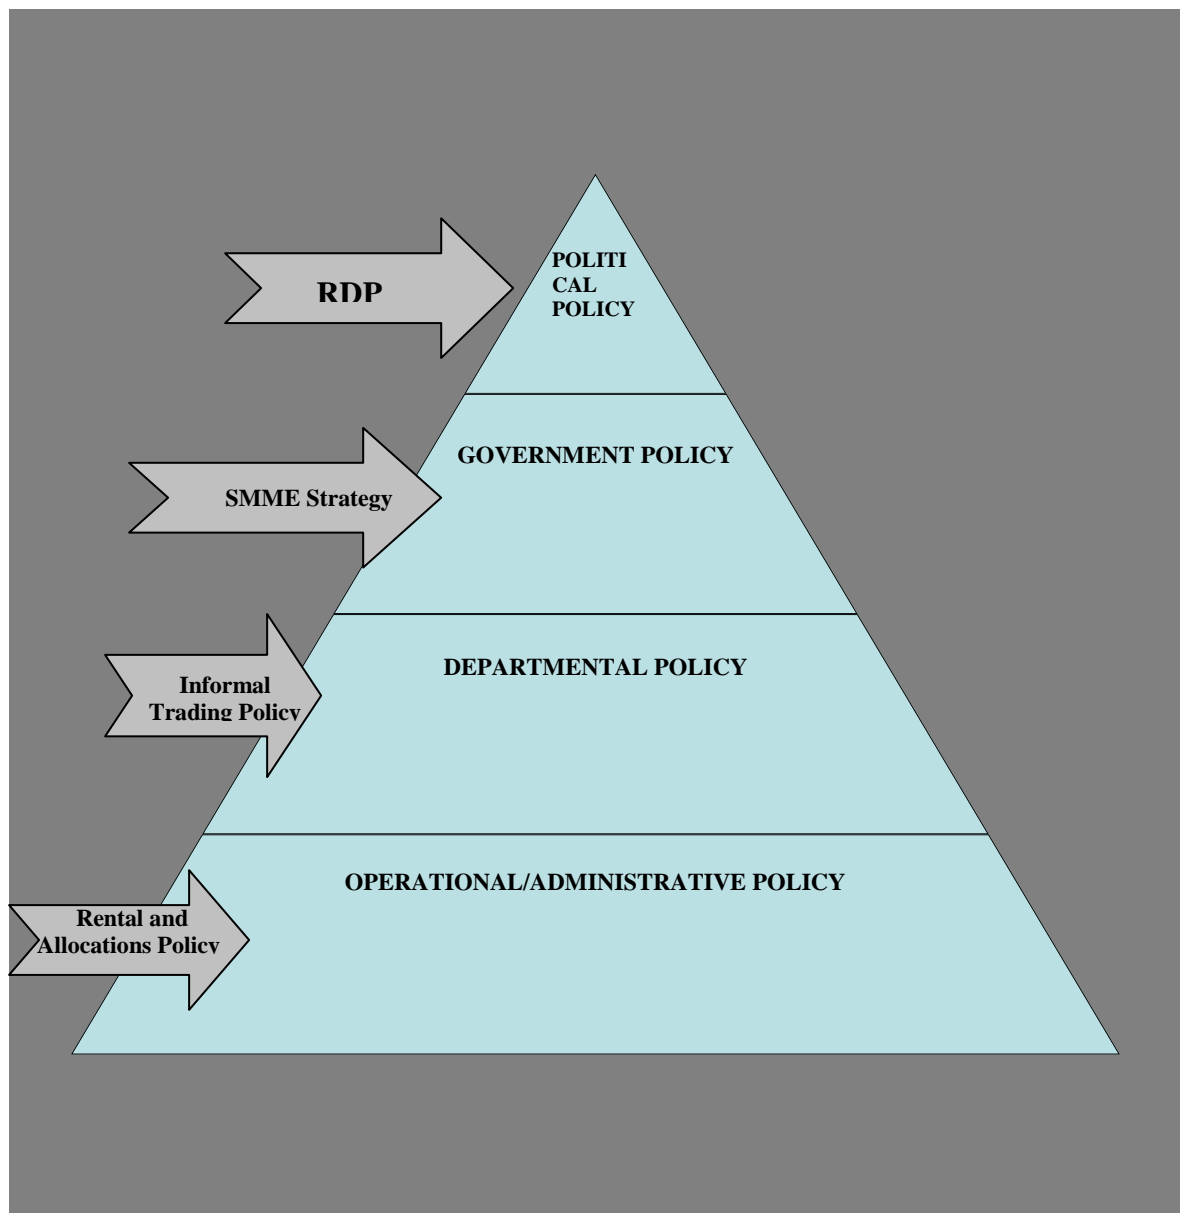 POLITI
CAL
POLICY
RDP
GOVERNMENT POLICY
SMME Strategy
DEPARTMENTAL POLICY
Informal
Trading Policy
OPERATIONAL/ADMINISTRATIVE POLICY
Rental and
Allocations Policy